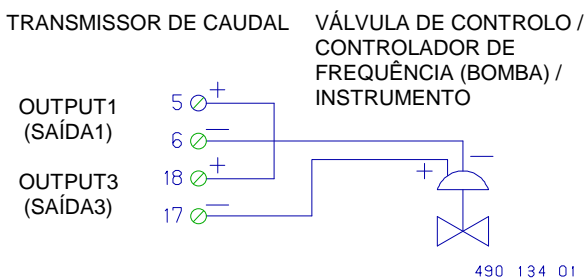 TRANSMISSOR DE CAUDAL
VÁLVULA DE CONTROLO /
CONTROLADOR DE
FREQUÊNCIA (BOMBA) /
INSTRUMENTO
OUTPUT1
(SAÍDA1)
5 +
6 −
OUTPUT3
(SAÍDA3)
18 +
17 −
+ −
490 134 01